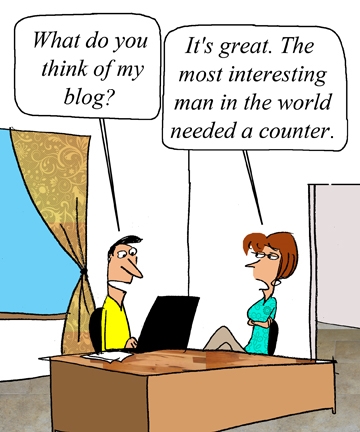 What do you
think of my
blog?
It's great. The
most interesting
man in the world
needed a counter.